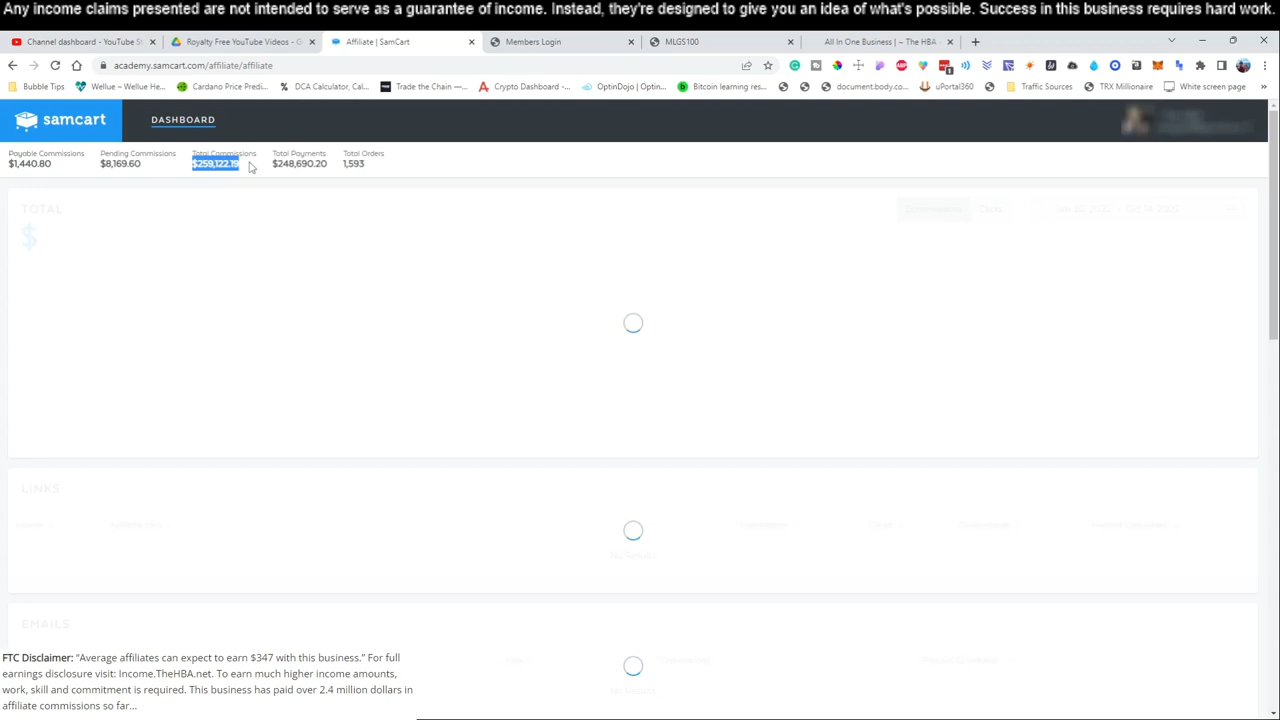 Any income claims presented are not intended to serve as a guarantee of income. Instead, they're designed to give you an idea of what's possible. Success in this business requires hard work.
Channel dashboard - YouTube St
Royalty Free YouTube Videos - G
Affiliate | SamCart
Members Login
MLGS100
All In One Business | ~ The HBA
academy.samcart.com/affiliate/affiliate
Bubble Tips
Wellue – Wellue He...
Cardano Price Predi...
DCA Calculator, Cal...
Trade the Chain —...
Crypto Dashboard -...
OptinDojo | Optin...
Bitcoin learning res...
document.body.co...
uPortal360
Traffic Sources
TRX Millionaire
White screen page
samcart
DASHBOARD
Payable Commissions
Pending Commissions
Total Commissions
Total Payments
Total Orders
$1,440.80
$8,169.60
$259,122.19
$248,690.20
1,593
TOTAL
$
LINKS
No Results
EMAILS
No Results
FTC Disclaimer: “Average affiliates can expect to earn $347 with this business.” For full
earnings disclosure visit: Income.TheHBA.net. To earn much higher income amounts,
work, skill and commitment is required. This business has paid over 2.4 million dollars in
affiliate commissions so far...